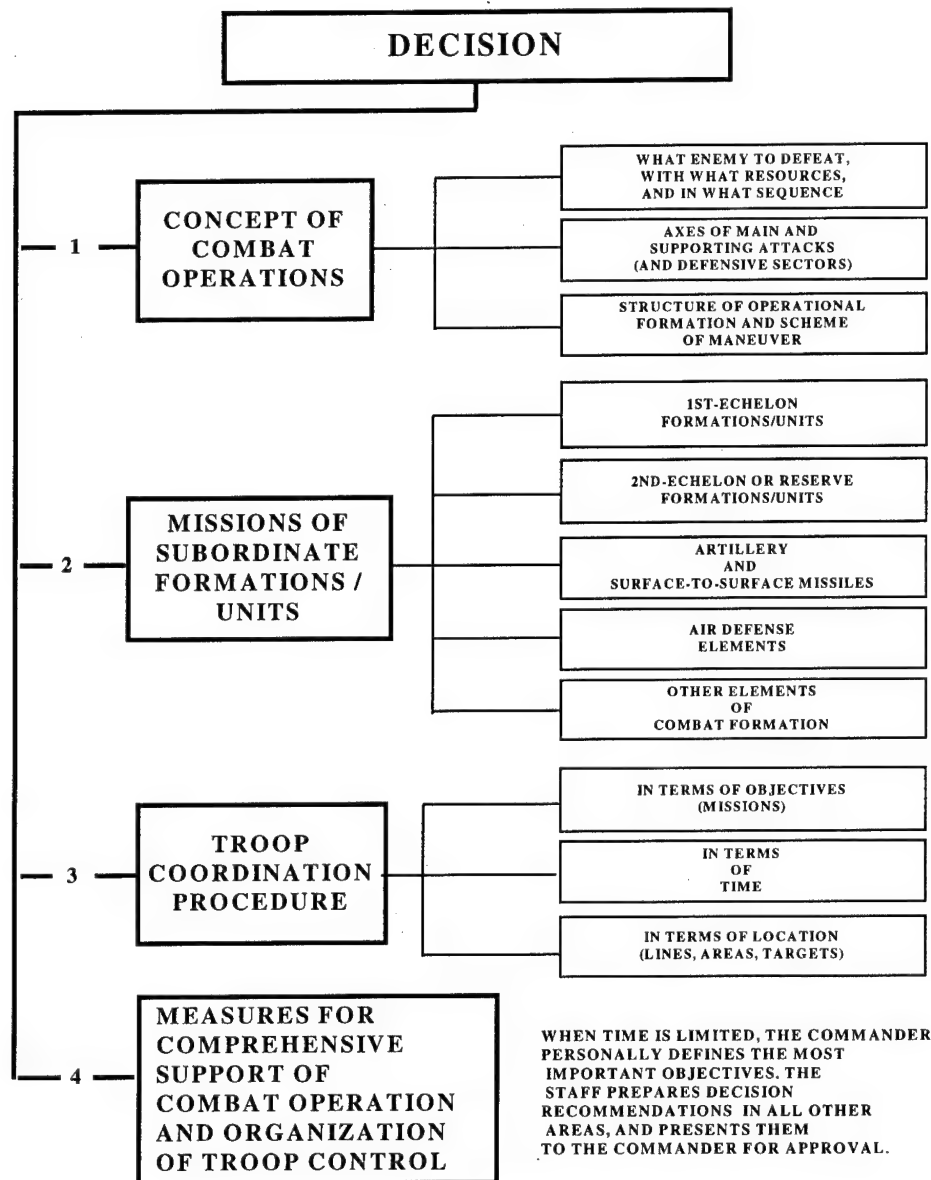 DECISION
1
CONCEPT OF
COMBAT
OPERATIONS
WHAT ENEMY TO DEFEAT,
WITH WHAT RESOURCES,
AND IN WHAT SEQUENCE
AXES OF MAIN AND
SUPPORTING ATTACKS
(AND DEFENSIVE SECTORS)
STRUCTURE OF OPERATIONAL
FORMATION AND SCHEME
OF MANEUVER
2
MISSIONS OF
SUBORDINATE
FORMATIONS /
UNITS
1ST-ECHELON
FORMATIONS/UNITS
2ND-ECHELON OR RESERVE
FORMATIONS/UNITS
ARTILLERY
AND
SURFACE-TO-SURFACE MISSILES
AIR DEFENSE
ELEMENTS
OTHER ELEMENTS
OF
COMBAT FORMATION
3
TROOP
COORDINATION
PROCEDURE
IN TERMS OF OBJECTIVES
(MISSIONS)
IN TERMS
OF
TIME
IN TERMS OF LOCATION
(LINES, AREAS, TARGETS)
4
MEASURES FOR
COMPREHENSIVE
SUPPORT OF
COMBAT OPERATION
AND ORGANIZATION
OF TROOP CONTROL
WHEN TIME IS LIMITED, THE COMMANDER
PERSONALLY DEFINES THE MOST
IMPORTANT OBJECTIVES. THE
STAFF PREPARES DECISION
RECOMMENDATIONS IN ALL OTHER
AREAS, AND PRESENTS THEM
TO THE COMMANDER FOR APPROVAL.